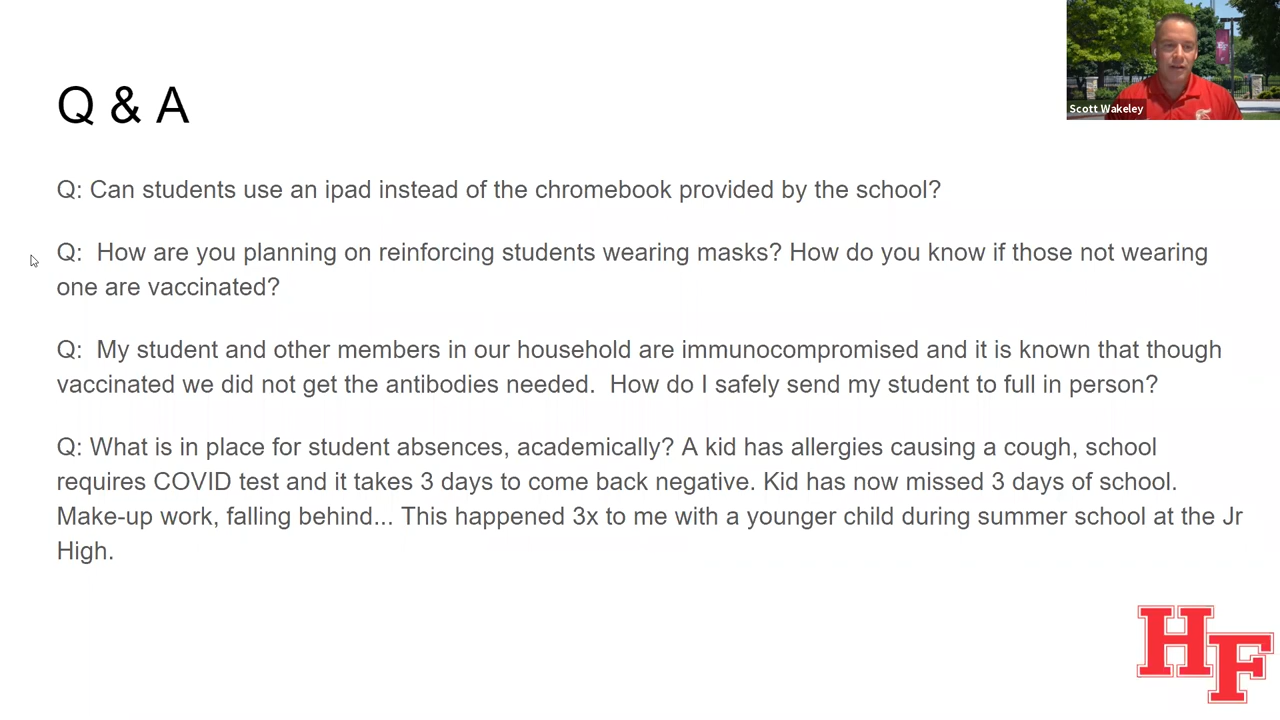 Scott Wakeley
Q & A
Q: Can students use an ipad instead of the chromebook provided by the school?
Q:  How are you planning on reinforcing students wearing masks? How do you know if those not wearing
one are vaccinated?
Q:  My student and other members in our household are immunocompromised and it is known that though
vaccinated we did not get the antibodies needed.  How do I safely send my student to full in person?
Q: What is in place for student absences, academically? A kid has allergies causing a cough, school
requires COVID test and it takes 3 days to come back negative. Kid has now missed 3 days of school.
Make-up work, falling behind... This happened 3x to me with a younger child during summer school at the Jr
High.
HF